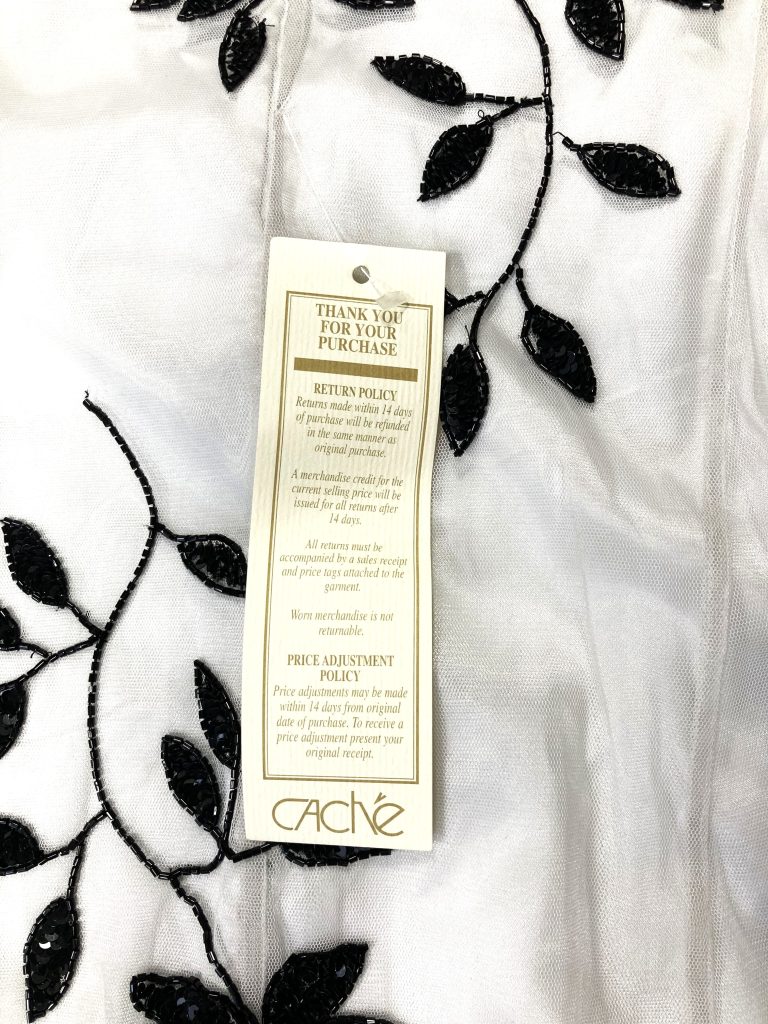 THANK YOU
FOR YOUR
PURCHASE
RETURN POLICY
Returns made within 14 days
of purchase will be refunded
in the same manner as
original purchase.
A merchandise credit for the
current selling price will be
issued for all returns after
14 days.
All returns must be
accompanied by a sales receipt
and price tags attached to the
garment.
Worn merchandise is not
returnable.
PRICE ADJUSTMENT
POLICY
Price adjustments may be made
within 14 days from original
date of purchase. To receive a
price adjustment present your
original receipt.
Caché